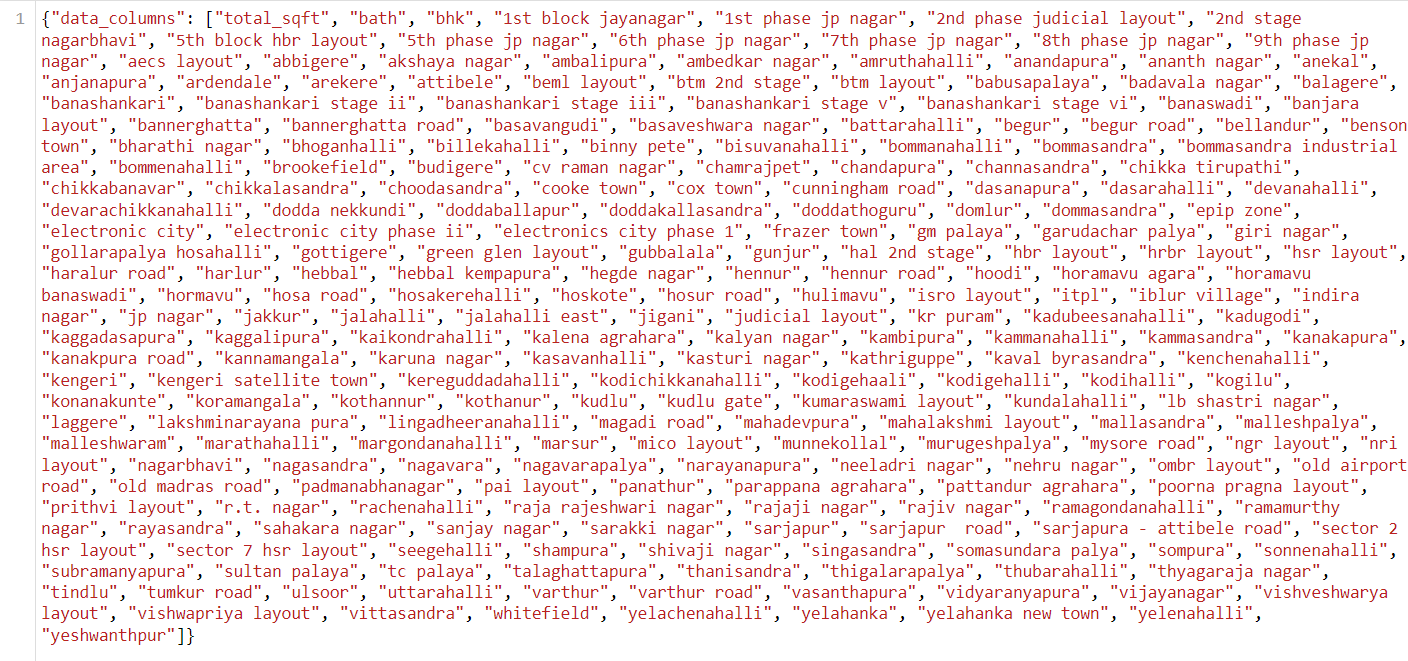 1
{"data_columns": ["total_sqft", "bath", "bhk", "1st block jayanagar", "1st phase jp nagar", "2nd phase judicial layout", "2nd stage
nagarbhavi", "5th block hbr layout", "5th phase jp nagar", "6th phase jp nagar", "7th phase jp nagar", "8th phase jp nagar", "9th phase jp
nagar", "aecs layout", "abbigere", "akshaya nagar", "ambalipura", "ambedkar nagar", "amruthahalli", "anandapura", "ananth nagar", "anekal",
"anjanapura", "ardendale", "arekere", "attibele", "beml layout", "btm 2nd stage", "btm layout", "babusapalaya", "badavala nagar", "balagere",
"banashankari", "banashankari stage ii", "banashankari stage iii", "banashankari stage v", "banashankari stage vi", "banaswadi", "banjara
layout", "bannerghatta", "bannerghatta road", "basavangudi", "basaveshwara nagar", "battarahalli", "begur", "begur road", "bellandur", "benson
town", "bharathi nagar", "bhoganhalli", "billekahalli", "binny pete", "bisuvanahalli", "bommanahalli", "bommasandra", "bommasandra industrial
area", "bommenahalli", "brookefield", "budigere", "cv raman nagar", "chamrajpet", "chandapura", "channasandra", "chikka tirupathi",
"chikkabanavar", "chikkalasandra", "choodasandra", "cooke town", "cox town", "cunningham road", "dasanapura", "dasarahalli", "devanahalli",
"devarachikkanahalli", "dodda nekkundi", "doddaballapur", "doddakallasandra", "doddathoguru", "domlur", "dommasandra", "epip zone",
"electronic city", "electronic city phase ii", "electronics city phase 1", "frazer town", "gm palaya", "garudachar palya", "giri nagar",
"gollarapalya hosahalli", "gottigere", "green glen layout", "gubbalala", "gunjur", "hal 2nd stage", "hbr layout", "hrbr layout", "hsr layout",
"haralur road", "harlur", "hebbal", "hebbal kempapura", "hegde nagar", "hennur", "hennur road", "hoodi", "horamavu agara", "horamavu
banaswadi", "hormavu", "hosa road", "hosakerehalli", "hoskote", "hosur road", "hulimavu", "isro layout", "itpl", "iblur village", "indira
nagar", "jp nagar", "jakkur", "jalahalli", "jalahalli east", "jigani", "judicial layout", "kr puram", "kadubeesanahalli", "kadugodi",
"kaggadasapura", "kaggalipura", "kaikondrahalli", "kalena agrahara", "kalyan nagar", "kambipura", "kammanahalli", "kammasandra", "kanakapura",
"kanakpura road", "kannamangala", "karuna nagar", "kasavanhalli", "kasturi nagar", "kathriguppe", "kaval byrasandra", "kenchenahalli",
"kengeri", "kengeri satellite town", "kereguddadahalli", "kodichikkanahalli", "kodigehaali", "kodigehalli", "kodihalli", "kogilu",
"konanakunte", "koramangala", "kothannur", "kothanur", "kudlu", "kudlu gate", "kumaraswami layout", "kundalahalli", "lb shastri nagar",
"laggere", "lakshminarayana pura", "lingadheeranahalli", "magadi road", "mahadevpura", "mahalakshmi layout", "mallasandra", "malleshpalya",
"malleshwaram", "marathahalli", "margondanahalli", "marsur", "mico layout", "munnekollal", "murugeshpalya", "mysore road", "ngr layout", "nri
layout", "nagarbhavi", "nagasandra", "nagavara", "nagavarapalya", "narayanapura", "neeladri nagar", "nehru nagar", "ombr layout", "old airport
road", "old madras road", "padmanabhanagar", "pai layout", "panathur", "parappana agrahara", "pattandur agrahara", "poorna pragna layout",
"prithvi layout", "r.t. nagar", "rachenahalli", "raja rajeshwari nagar", "rajaji nagar", "rajiv nagar", "ramagondanahalli", "ramamurthy
nagar", "rayasandra", "sahakara nagar", "sanjay nagar", "sarakki nagar", "sarjapur", "sarjapur  road", "sarjapura - attibele road", "sector 2
hsr layout", "sector 7 hsr layout", "seegehalli", "shampura", "shivaji nagar", "singasandra", "somasundara palya", "sompura", "sonnenahalli",
"subramanyapura", "sultan palaya", "tc palaya", "talaghattapura", "thanisandra", "thigalarapalya", "thubarahalli", "thyagaraja nagar",
"tindlu", "tumkur road", "ulsoor", "uttarahalli", "varthur", "varthur road", "vasanthapura", "vidyaranyapura", "vijayanagar", "vishveshwarya
layout", "vishwapriya layout", "vittasandra", "whitefield", "yelachenahalli", "yelahanka", "yelahanka new town", "yelenahalli",
"yeshwanthpur"]}